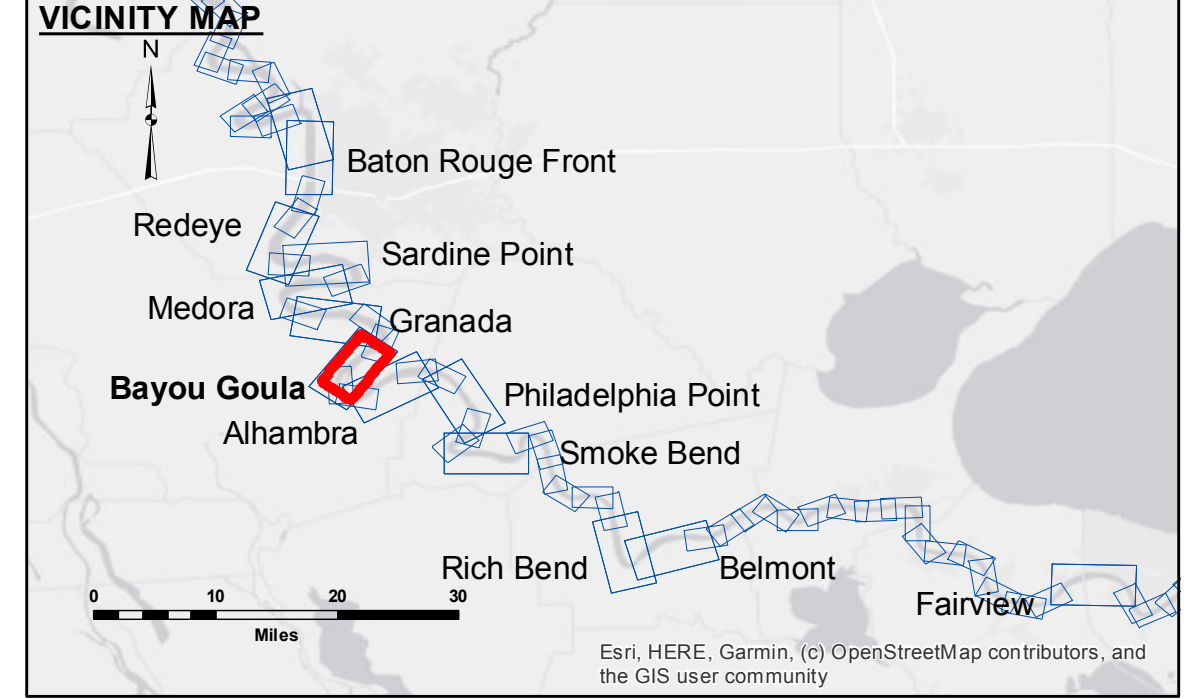 VICINITY MAP
N
Baton Rouge Front
Redeye
Sardine Point
Medora
Granada
Bayou Goula
Philadelphia Point
Alhambra
Smoke Bend
Rich Bend
Belmont
Fairview
0 10 20 30
Miles
Esri, HERE, Garmin, (c) OpenStreetMap contributors, and
the GIS user community